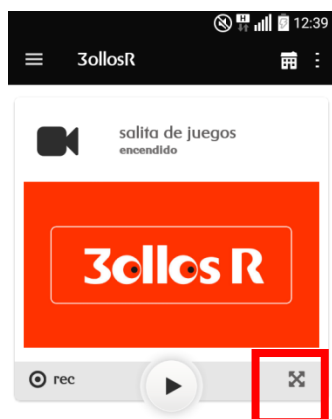 12:39
3ollosR
salita de juegos
encendido
3ollos R
rec